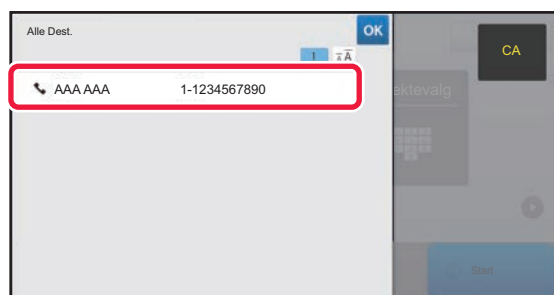 Alle Dest.
OK
CA
1
AAA AAA 1-1234567890
ektevalg
Start